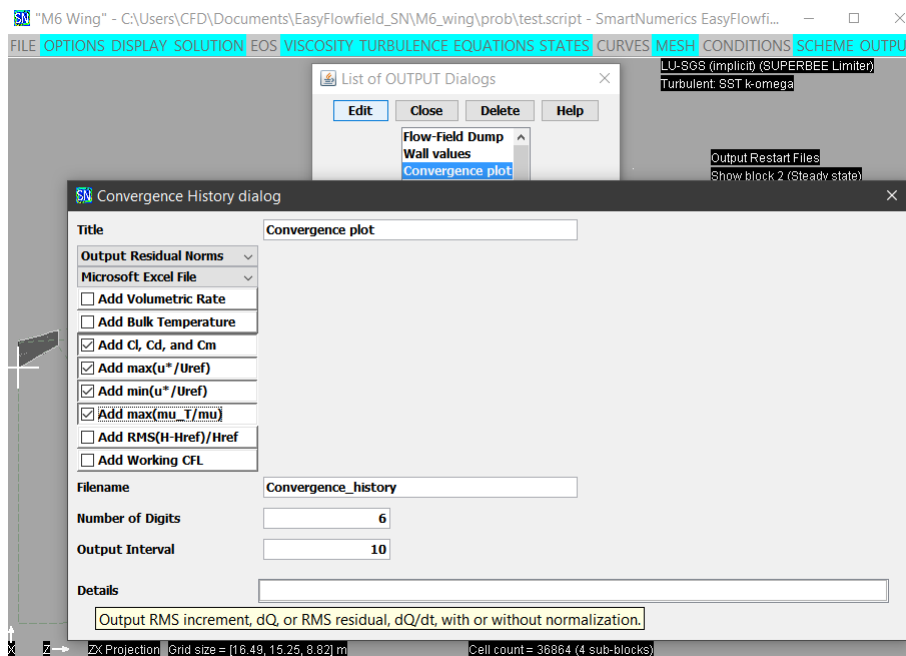 "M6 Wing" - C:\Users\CFD\Documents\EasyFlowfield_SN\M6_wing\prob\test.script - SmartNumerics EasyFlowfi...
FILE OPTIONS DISPLAY SOLUTION EOS VISCOSITY TURBULENCE EQUATIONS STATES CURVES MESH CONDITIONS SCHEME OUTPU
LU-SGS (implicit) (SUPERBEE Limiter)
Turbulent: SST k-omega
List of OUTPUT Dialogs
Edit Close Delete Help
Flow-Field Dump
Wall values
Convergence plot
Output Restart Files
Show block 2 (Steady state)
SN Convergence History dialog
Title Convergence plot
Output Residual Norms
Microsoft Excel File
Add Volumetric Rate
Add Bulk Temperature
Add Cl, Cd, and Cm
Add max(u*/Uref)
Add min(u*/Uref)
Add max(mu_T/mu)
Add RMS(H-Href)/Href
Add Working CFL
Filename Convergence_history
Number of Digits 6
Output Interval 10
Details
Output RMS increment, dQ, or RMS residual, dQ/dt, with or without normalization.
X Z ZX Projection Grid size = [16.49, 15.25, 8.82] m Cell count = 36864 (4 sub-blocks)